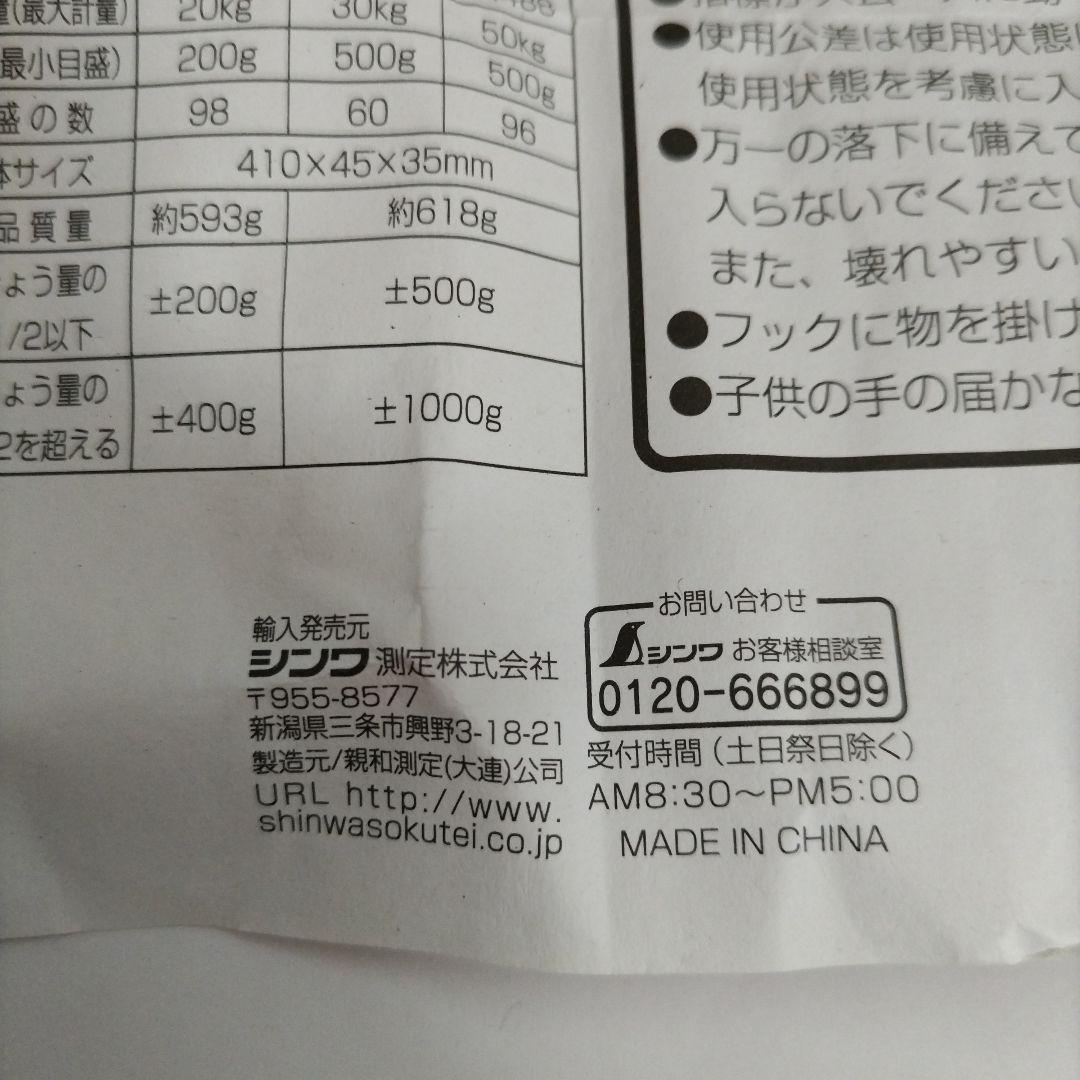 量(最大計量) 20kg 30kg 50kg
最小目盛) 200g 500g 500g
盛の数 98 60 96
体サイズ 410×45×35mm
品質量 約593g 約618g
ょう量の
/2以下 ±200g ±500g
ょう量の
2を超える ±400g ±1000g
●使用公差は使用状態
使用状態を考慮に入
●万一の落下に備えて
入らないでくださ
また、壊れやすい
●フックに物を掛け
●子供の手の届かな
輸入発売元
シンワ測定株式会社
〒955-8577
新潟県三条市興野3-18-21
製造元/親和測定(大連)公司
URL http://www.
shinwasokutei.co.jp
お問い合わせ
シンワ お客様相談室
0120-666899
受付時間(土日祭日除く)
AM8:30〜PM5:00
MADE IN CHINA